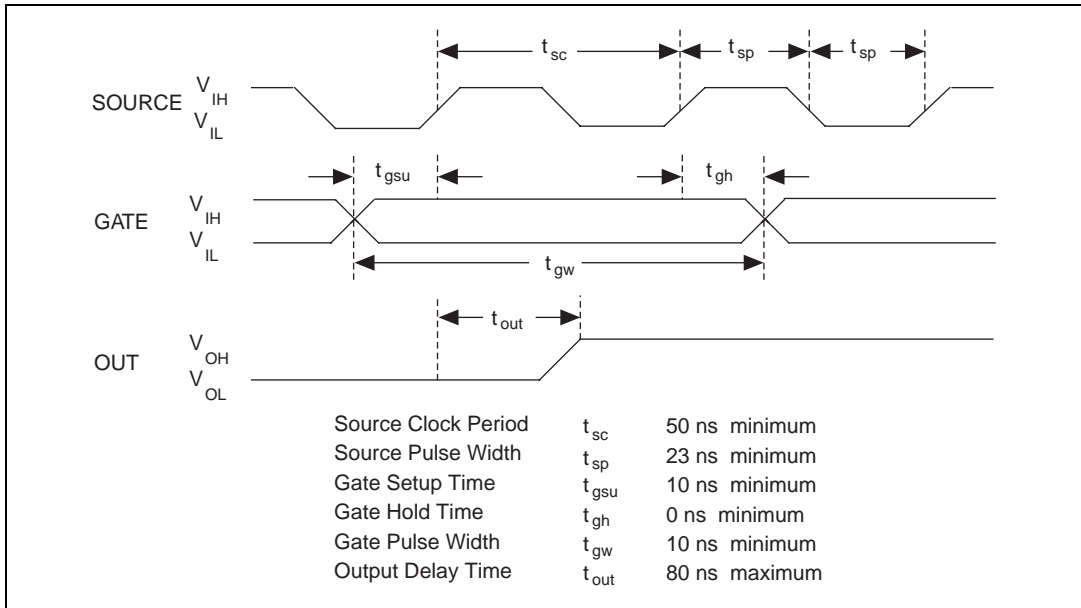 t sc t sp t sp
SOURCE V IH
V IL
t gsu t gh
GATE V IH
V IL
t gw
t out
OUT V OH
V OL
Source Clock Period t sc 50 ns minimum
Source Pulse Width t sp 23 ns minimum
Gate Setup Time t gsu 10 ns minimum
Gate Hold Time t gh 0 ns minimum
Gate Pulse Width t gw 10 ns minimum
Output Delay Time t out 80 ns maximum